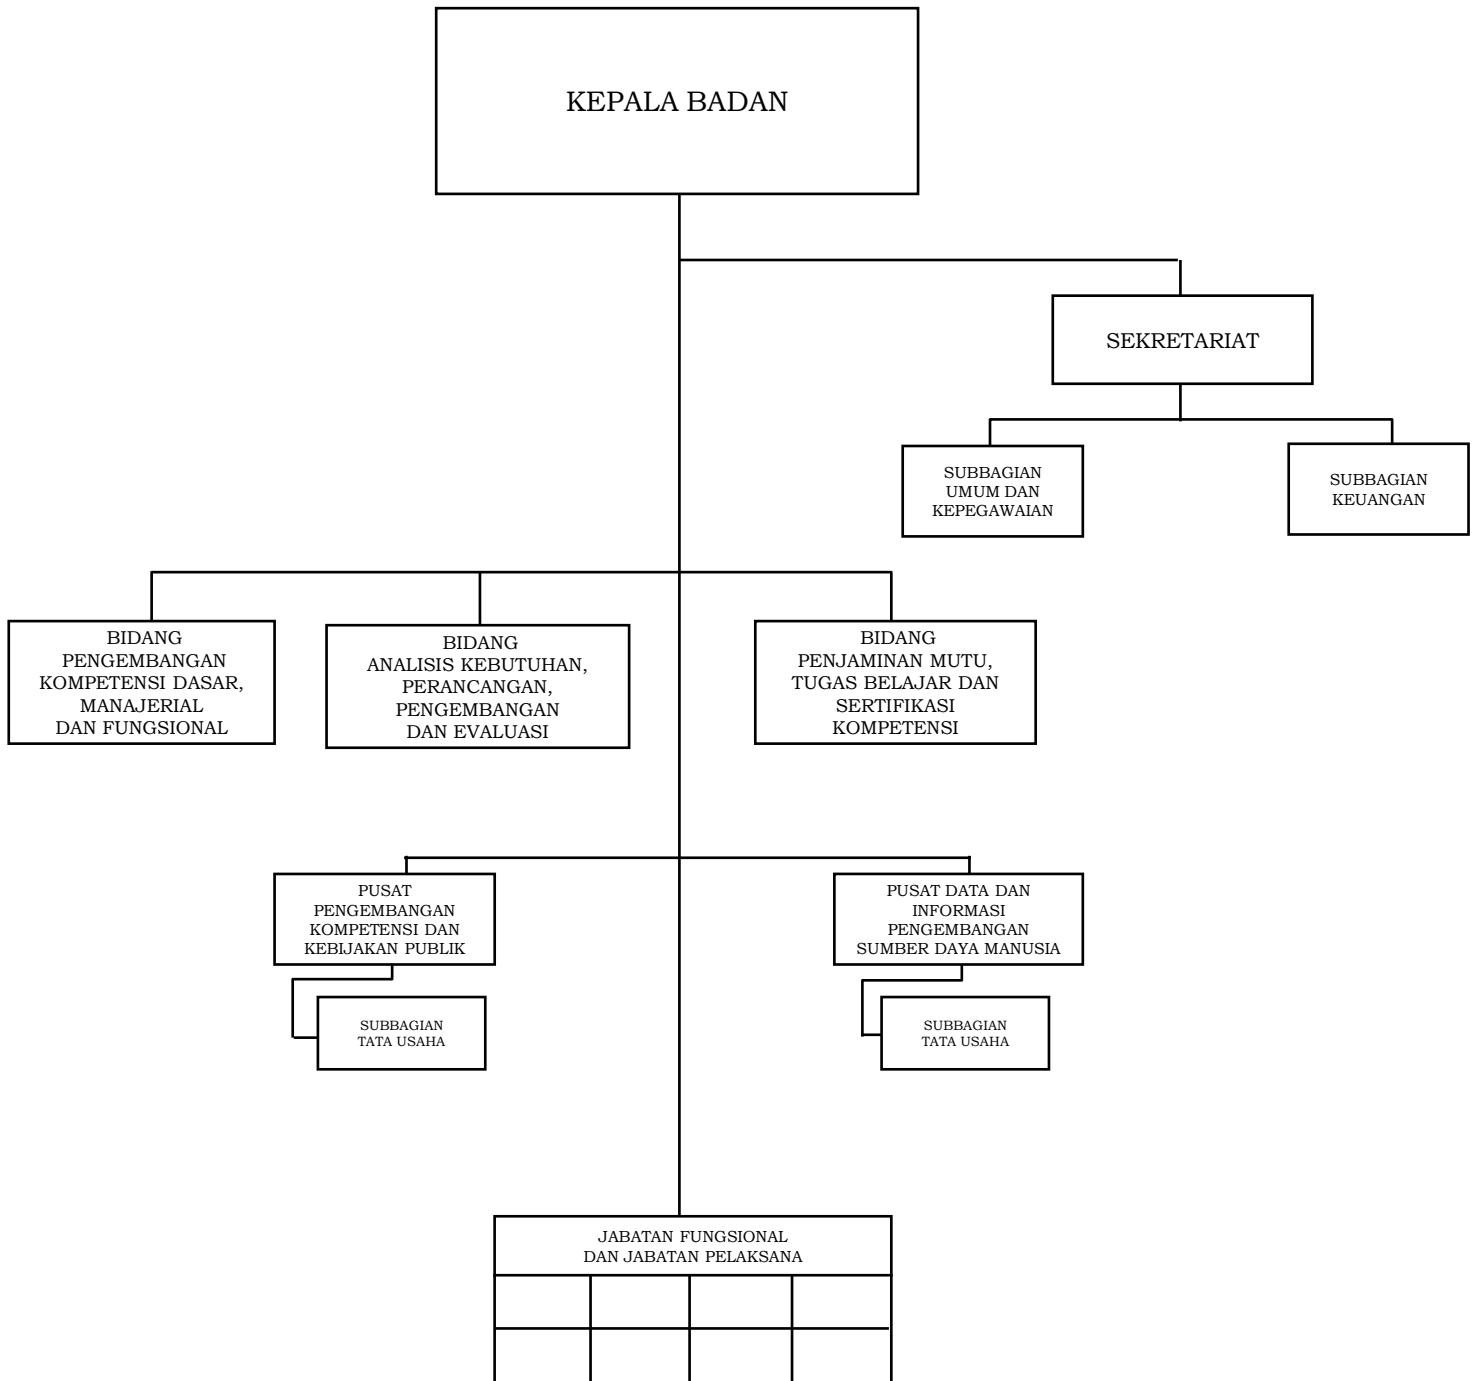 KEPALA BADAN
SEKRETARIAT
SUBBAGIAN
UMUM DAN
KEPEGAWAIAN
SUBBAGIAN
KEUANGAN
BIDANG
PENGEMBANGAN
KOMPETENSI DASAR,
MANAJERIAL
DAN FUNGSIONAL
BIDANG
ANALISIS KEBUTUHAN,
PERANCANGAN,
PENGEMBANGAN
DAN EVALUASI
BIDANG
PENJAMINAN MUTU,
TUGAS BELAJAR DAN
SERTIFIKASI
KOMPETENSI
PUSAT
PENGEMBANGAN
KOMPETENSI DAN
KEBIJAKAN PUBLIK
PUSAT DATA DAN
INFORMASI
PENGEMBANGAN
SUMBER DAYA MANUSIA
SUBBAGIAN
TATA USAHA
SUBBAGIAN
TATA USAHA
JABATAN FUNGSIONAL
DAN JABATAN PELAKSANA